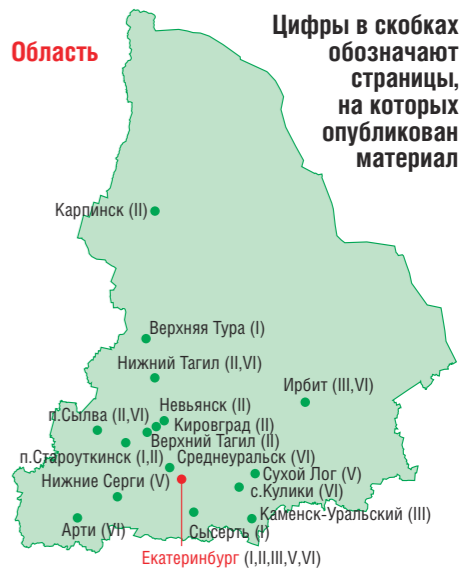 Область
Цифры в скобках
обозначают
страницы,
на которых
опубликован
материал
Карпинск (II)
Верхняя Тура (I)
Нижний Тагил (II,VI)
Ирбит (III,VI)
Невьянск (II)
п.Сылва (II,VI)
Кировград (II)
Верхний Тагил (II)
п.Староуткинск (I,II)
Среднеуральск (VI)
Сухой Лог (V)
Нижние Серги (V)
с.Кулики (VI)
Каменск-Уральский (III)
Арти (VI)
Сысерть (I)
Екатеринбург (I,II,III,V,VI)